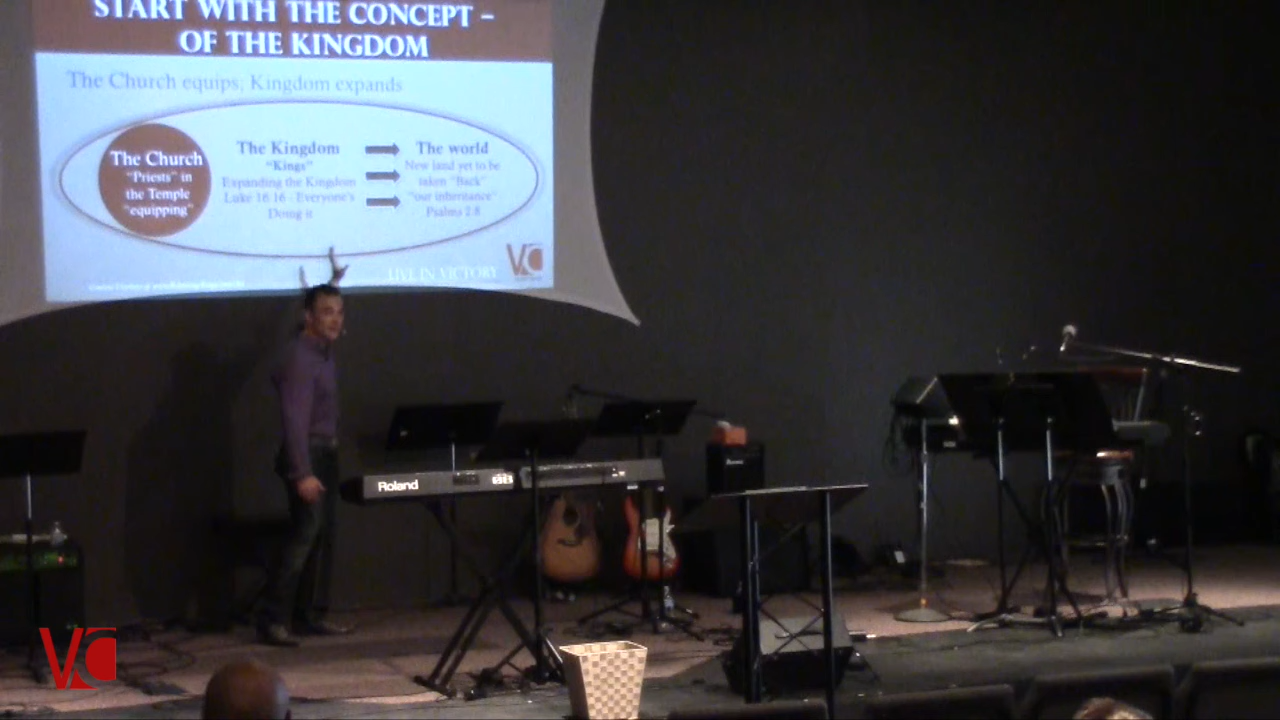 START WITH THE CONCEPT –
OF THE KINGDOM
The Church equips; Kingdom expands
The Church
"Priests" in
the Temple
"equipping"
The Kingdom
"Kings"
Expanding the Kingdom
Luke 16:16 - Everyone's
Doing it
The world
New land yet to be
taken "Back"
"our inheritance"
Psalms 2:8
LIVE IN VICTORY
VC
Roland
VC